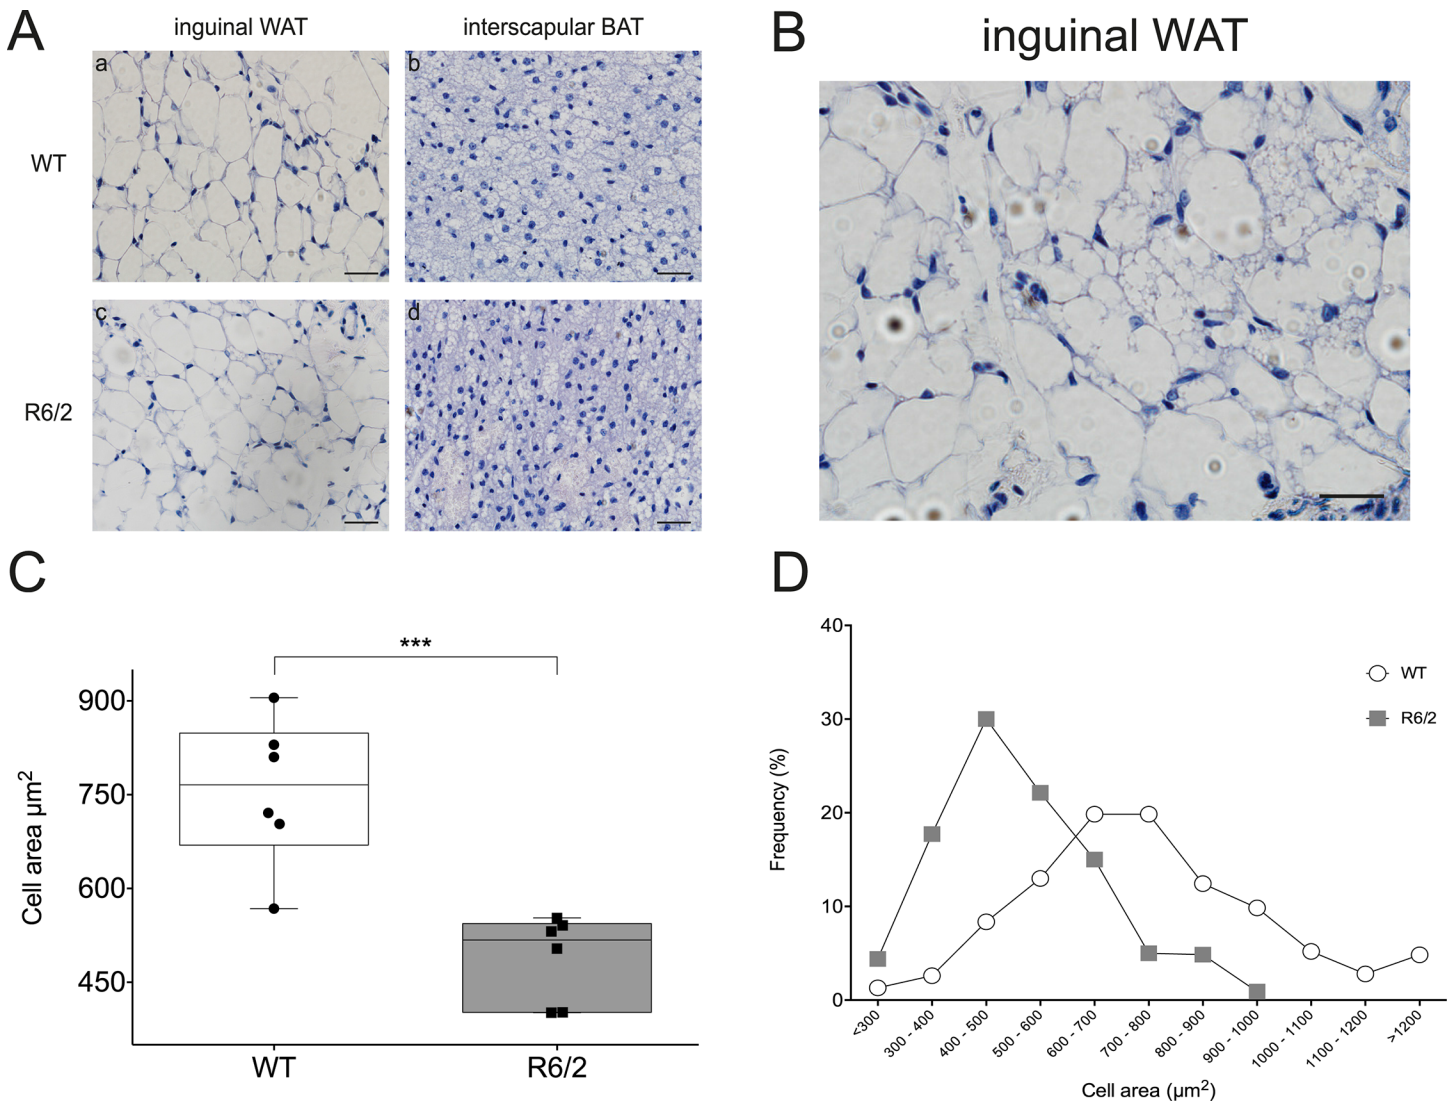 A
inguinal WAT
interscapular BAT
a
b
WT
c
d
R6/2
B
inguinal WAT
C
***
900
750
600
450
Cell area µm²
WT
R6/2
D
40
30
20
10
0
Frequency (%)
WT
R6/2
<300
300 - 400
400 - 500
500 - 600
600 - 700
700 - 800
800 - 900
900 - 1000
1000 - 1100
1100 - 1200
>1200
Cell area (µm²)